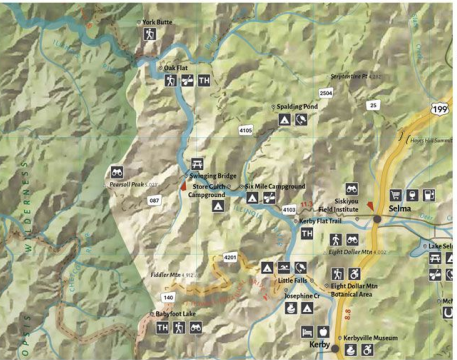 York Butte
Oak Flat
TH
Serpentine Pt
2504
25
199
Spalding Pond
4105
Pearsoll Peak
Swinging Bridge
Store Gulch
Campground
Six Mile Campground
087
4103
Siskiyou
Field Institute
Selma
Kerby Flat Trail
TH
Eight Dollar Mtn
4201
Fiddler Mtn
Little Falls
140
Eight Dollar Mtn
Botanical Area
Josephine Cr
Babyfoot Lake
TH
8.8
Kerbyville Museum
Kerby
Lake Sel
WILDERNESS